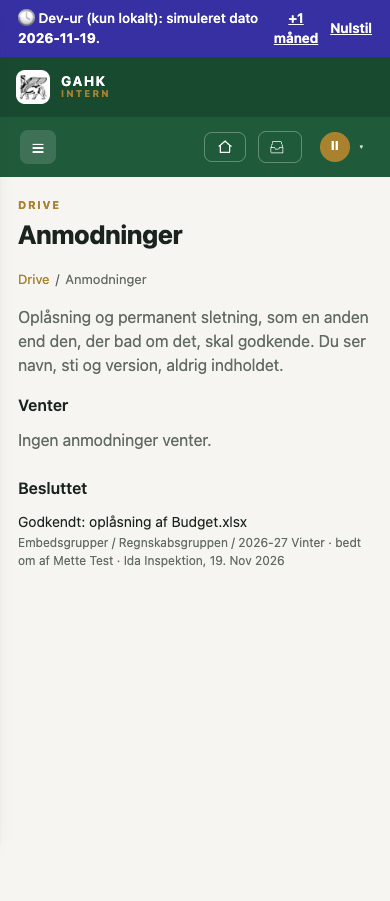 Dev-ur (kun lokalt): simuleret dato
2026-11-19.
+1
måned
Nulstil
GAHK
INTERN
II
DRIVE
Anmodninger
Drive / Anmodninger
Oplåsning og permanent sletning, som en anden
end den, der bad om det, skal godkende. Du ser
navn, sti og version, aldrig indholdet.
Venter
Ingen anmodninger venter.
Besluttet
Godkendt: oplåsning af Budget.xlsx
Embedsgrupper / Regnskabsgruppen / 2026-27 Vinter · bedt
om af Mette Test · Ida Inspektion, 19. Nov 2026